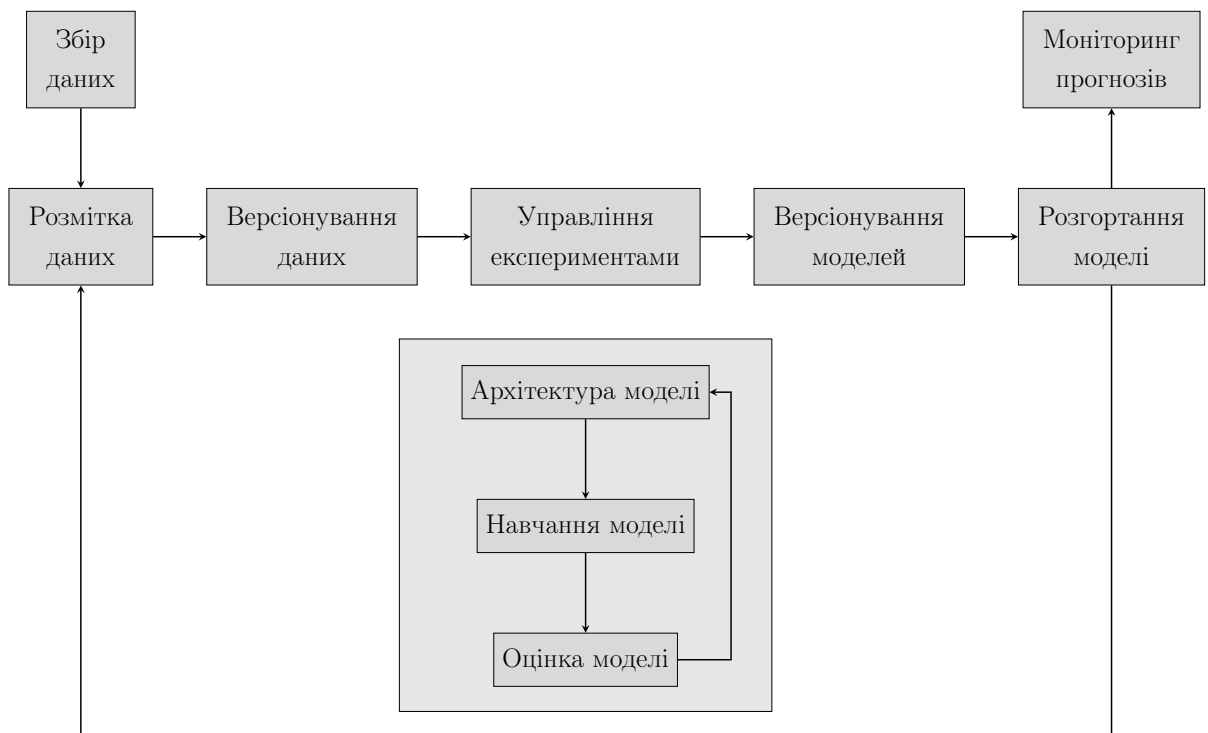 Збір
даних
Моніторинг
прогнозів
Розмітка
даних
Версіонування
даних
Управління
експериментами
Версіонування
моделей
Розгортання
моделі
Архітектура моделі
Навчання моделі
Оцінка моделі